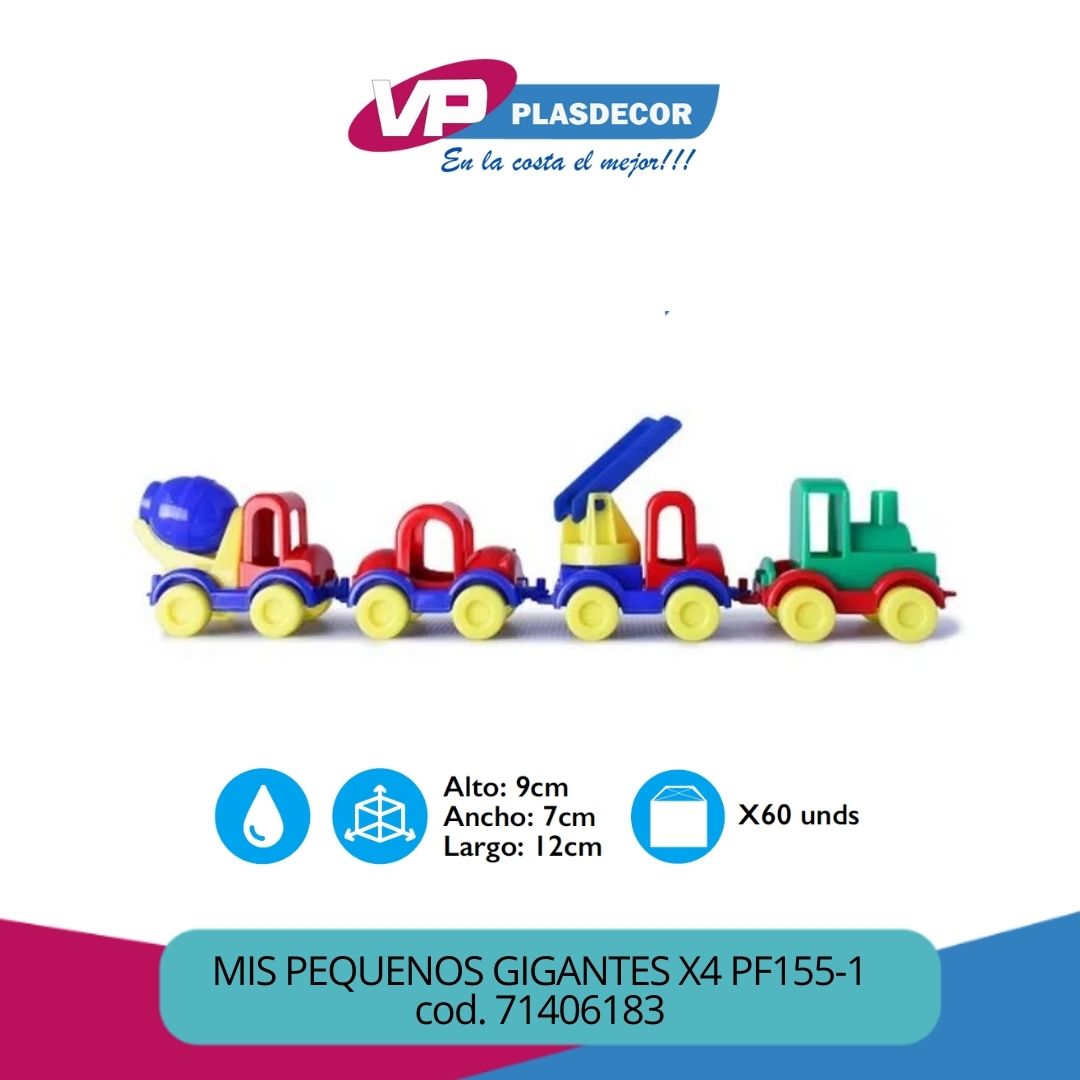 VP PLASDECOR
En la costa el mejor!!!
Alto: 9cm
Ancho: 7cm
Largo: 12cm
X60 unds
MIS PEQUENOS GIGANTES X4 PF155-1
cod. 71406183